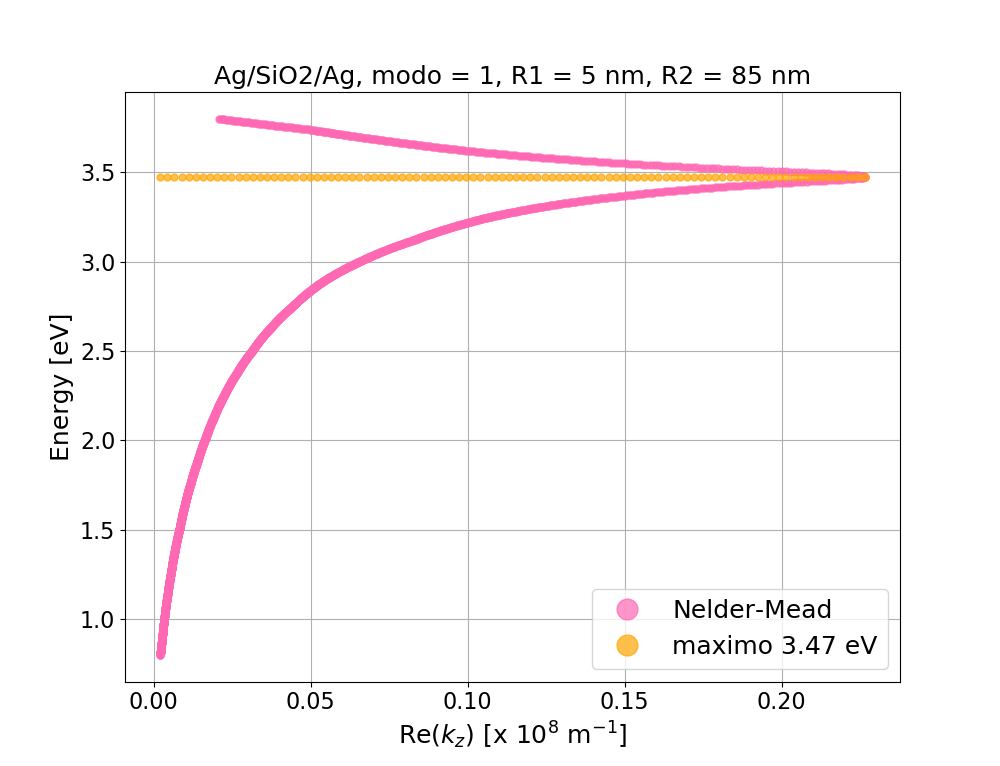 Ag/SiO2/Ag, modo = 1, R1 = 5 nm, R2 = 85 nm
3.5
3.0
2.5
2.0
1.5
1.0
Energy [eV]
Nelder-Mead
maximo 3.47 eV
0.00 0.05 0.10 0.15 0.20
Re($k_z$) [x 10$^8$ m$^{-1}$]